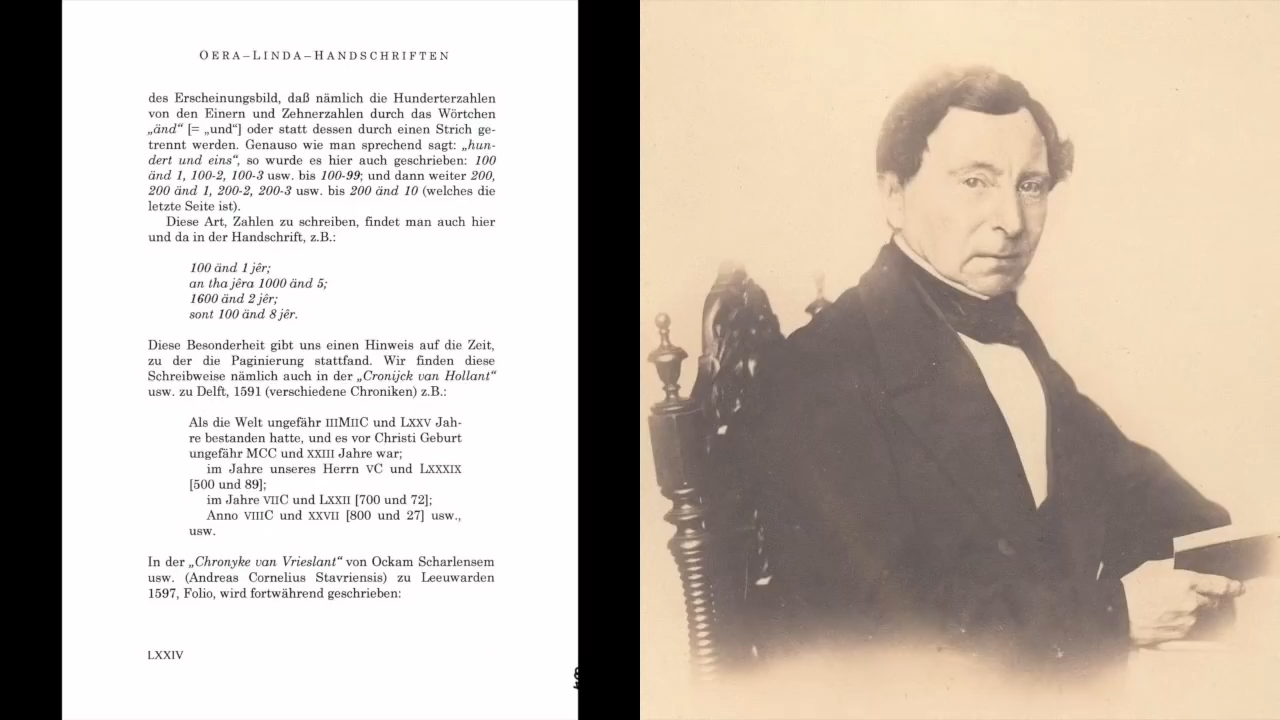 OERA–LINDA–HANDSCHRIFTEN
des Erscheinungsbild, daß nämlich die Hunderterzahlen
von den Einern und Zehnerzahlen durch das Wörtchen
„änd“ [= „und“] oder statt dessen durch einen Strich ge-
trennt werden. Genauso wie man sprechend sagt: „hun-
dert und eins“, so wurde es hier auch geschrieben: 100
änd 1, 100-2, 100-3 usw. bis 100-99; und dann weiter 200,
200 änd 1, 200-2, 200-3 usw. bis 200 änd 10 (welches die
letzte Seite ist).
Diese Art, Zahlen zu schreiben, findet man auch hier
und da in der Handschrift, z.B.:
100 änd 1 jêr;
an tha jêra 1000 änd 5;
1600 änd 2 jêr;
sont 100 änd 8 jêr.
Diese Besonderheit gibt uns einen Hinweis auf die Zeit,
zu der die Paginierung stattfand. Wir finden diese
Schreibweise nämlich auch in der „Cronijck van Hollant“
usw. zu Delft, 1591 (verschiedene Chroniken) z.B.:
Als die Welt ungefähr IIIMIIC und LXXV Jah-
re bestanden hatte, und es vor Christi Geburt
ungefähr MCC und XXIII Jahre war;
im Jahre unseres Herrn VC und LXXXIX
[500 und 89];
im Jahre VIIC und LXXII [700 und 72];
Anno VIIIC und XXVII [800 und 27] usw.,
usw.
In der „Chronyke van Vrieslant“ von Ockam Scharlensem
usw. (Andreas Cornelius Stavriensis) zu Leeuwarden
1597, Folio, wird fortwährend geschrieben:
LXXIV